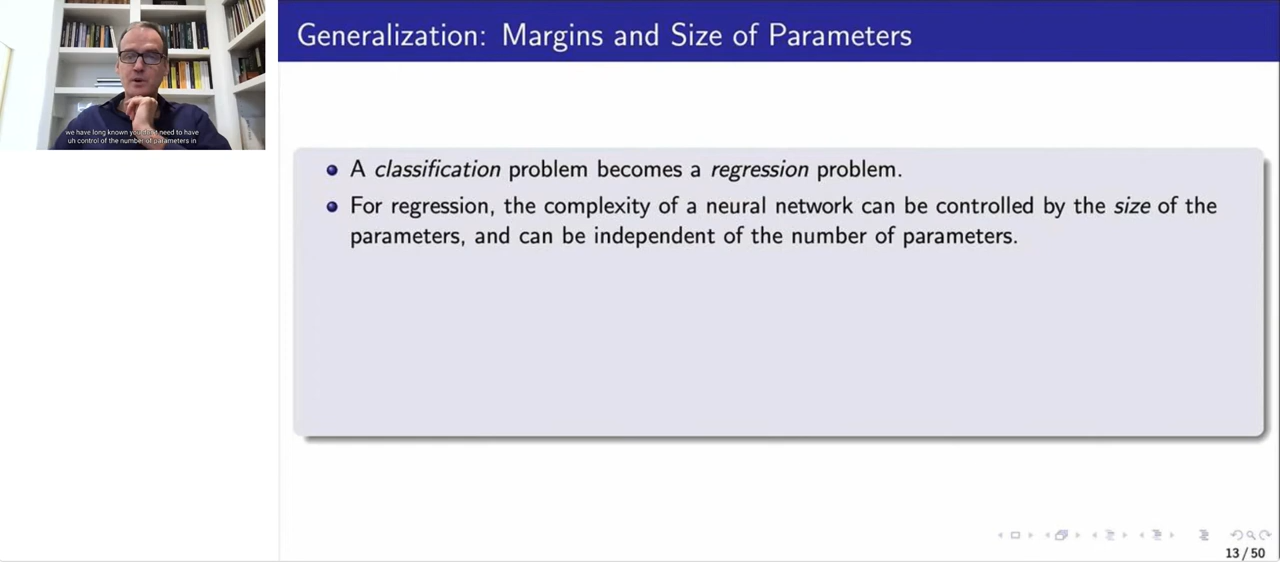 Generalization: Margins and Size of Parameters
we have long known you don't need to have
uh control of the number of parameters in
A classification problem becomes a regression problem.
For regression, the complexity of a neural network can be controlled by the size of the
parameters, and can be independent of the number of parameters.
13 / 50